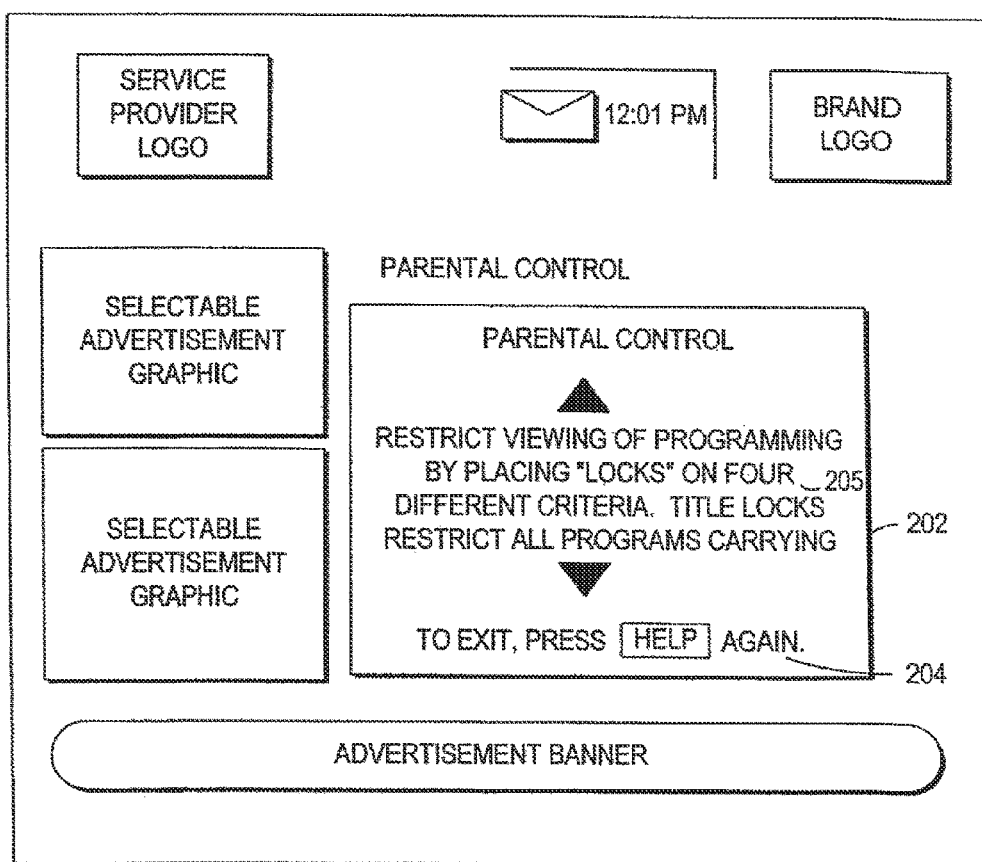 SERVICE
PROVIDER
LOGO
12:01 PM
BRAND
LOGO
SELECTABLE
ADVERTISEMENT
GRAPHIC
SELECTABLE
ADVERTISEMENT
GRAPHIC
PARENTAL CONTROL
PARENTAL CONTROL
RESTRICT VIEWING OF PROGRAMMING
BY PLACING "LOCKS" ON FOUR
205
DIFFERENT CRITERIA. TITLE LOCKS
202
RESTRICT ALL PROGRAMS CARRYING
TO EXIT, PRESS HELP AGAIN.
204
ADVERTISEMENT BANNER